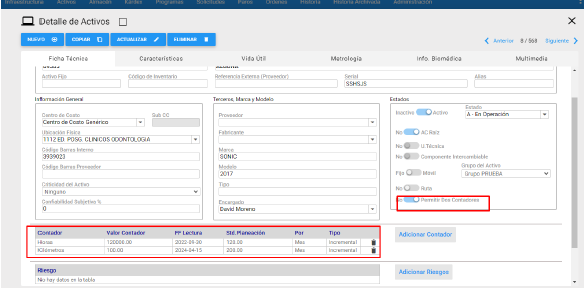 Infraestructura Activos Almacén Costos Programas Solicitudes Paros Órdenes Historia Historia Archivada Administración
Detalle de Activos
NUEVO COPIAR ACTUALIZAR ELIMINAR
Anterior 8 / 568 Siguiente
Ficha Técnica Características Vida Útil Metrología Info. Biomédica Multimedia
Activo Fijo Código de Inventario Referencia Externa (Proveedor) Serial Alias
SSHSJS
Información General Terceros, Marca y Modelo Estados
Centro de Costo Sub CC
Centro de Costo Genérico
Ubicación Física
1112 ED. POSG. CLINICOS ODONTOLOGIA
Código Barras Interno
3939023
Código Barras Proveedor
Criticidad del Activo
Ninguno
Confiabilidad Subjetiva %
0
Proveedor
Fabricante
Marca
SONIC
Modelo
2017
Tipo
Encargado
David Moreno
Inactivo Activo
Estado
A - En Operación
No AC Raíz
No U.Técnica
No Componente Intercambiable
Fijo Móvil
Grupo del Activo
Grupo PRUEBA
No Ruta
No Permitir Dos Contadores
Contador Valor Contador FF Lectura Std. Planeación Por Tipo
Horas 120000.00 2022-09-30 120.00 Mes Incremental
Kilómetros 100.00 2024-04-15 200.00 Mes Incremental
Adicionar Contador
Riesgo
No hay datos en la tabla
Adicionar Riesgos